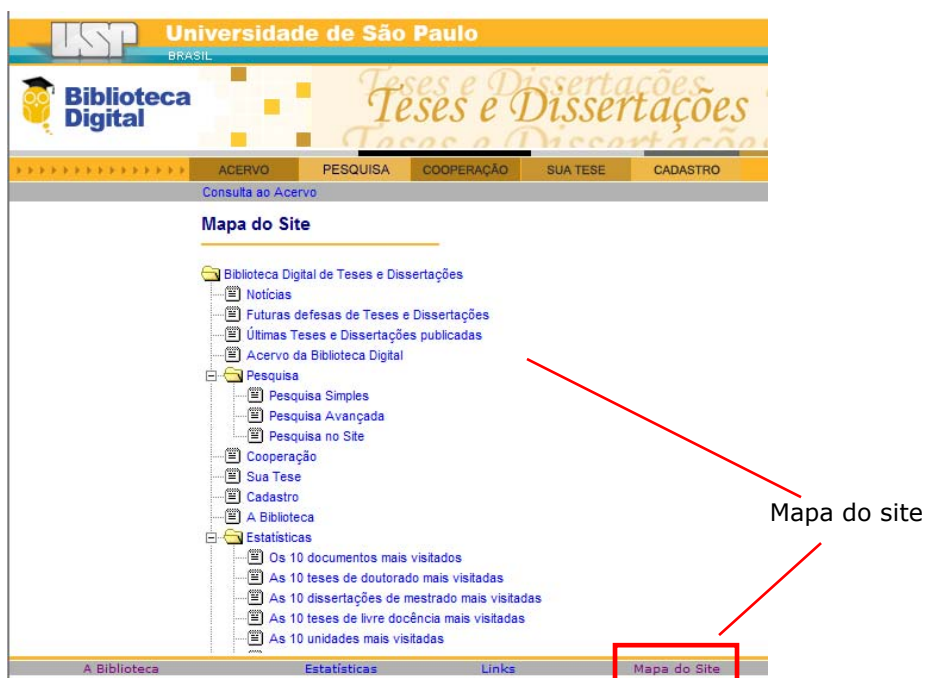 USP Universidade de São Paulo
BRASIL
Biblioteca
Digital
Teses e Dissertações
Teses e Dissertações
Teses e Dissertações
ACERVO PESQUISA COOPERAÇÃO SUA TESE CADASTRO
Consulta ao Acervo
Mapa do Site
Biblioteca Digital de Teses e Dissertações
Notícias
Futuras defesas de Teses e Dissertações
Últimas Teses e Dissertações publicadas
Acervo da Biblioteca Digital
Pesquisa
Pesquisa Simples
Pesquisa Avançada
Pesquisa no Site
Cooperação
Sua Tese
Cadastro
A Biblioteca
Estatísticas
Os 10 documentos mais visitados
As 10 teses de doutorado mais visitadas
As 10 dissertações de mestrado mais visitadas
As 10 teses de livre docência mais visitadas
As 10 unidades mais visitadas
Mapa do site
A Biblioteca Estatísticas Links Mapa do Site